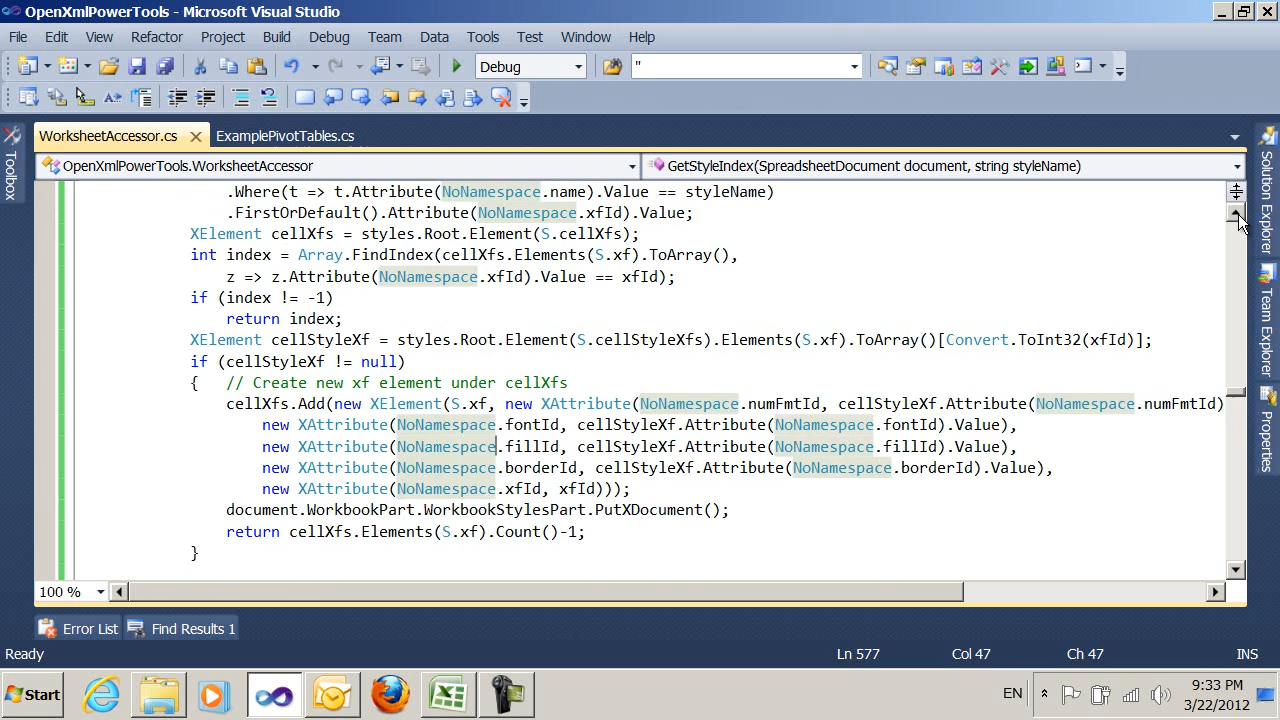 OpenXmlPowerTools - Microsoft Visual Studio
File Edit View Refactor Project Build Debug Team Data Tools Test Window Help
Debug "
WorksheetAccessor.cs ExamplePivotTables.cs
OpenXmlPowerTools.WorksheetAccessor GetStyleIndex(SpreadsheetDocument document, string styleName)
.Where(t => t.Attribute(NoNamespace.name).Value == styleName)
.FirstOrDefault().Attribute(NoNamespace.xfId).Value;
XElement cellXfs = styles.Root.Element(S.cellXfs);
int index = Array.FindIndex(cellXfs.Elements(S.xf).ToArray(),
z => z.Attribute(NoNamespace.xfId).Value == xfId);
if (index != -1)
return index;
XElement cellStyleXf = styles.Root.Element(S.cellStyleXfs).Elements(S.xf).ToArray()[Convert.ToInt32(xfId)];
if (cellStyleXf != null)
{ // Create new xf element under cellXfs
cellXfs.Add(new XElement(S.xf, new XAttribute(NoNamespace.numFmtId, cellStyleXf.Attribute(NoNamespace.numFmtId)
new XAttribute(NoNamespace.fontId, cellStyleXf.Attribute(NoNamespace.fontId).Value),
new XAttribute(NoNamespace.fillId, cellStyleXf.Attribute(NoNamespace.fillId).Value),
new XAttribute(NoNamespace.borderId, cellStyleXf.Attribute(NoNamespace.borderId).Value),
new XAttribute(NoNamespace.xfId, xfId)));
document.WorkbookPart.WorkbookStylesPart.PutXDocument();
return cellXfs.Elements(S.xf).Count()-1;
}
100 %
Toolbox
Solution Explorer
Team Explorer
Properties
Error List Find Results 1
Ready Ln 577 Col 47 Ch 47 INS
Start EN 9:33 PM
3/22/2012